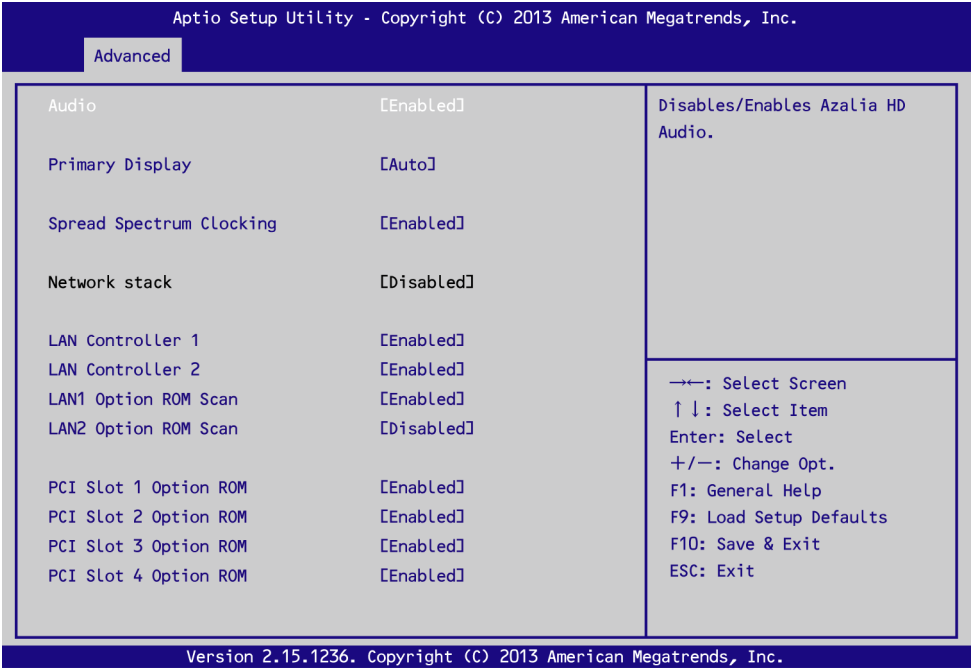 Aptio Setup Utility - Copyright (C) 2013 American Megatrends, Inc.
Advanced
Audio [Enabled]
Primary Display [Auto]
Spread Spectrum Clocking [Enabled]
Network stack [Disabled]
LAN Controller 1 [Enabled]
LAN Controller 2 [Enabled]
LAN1 Option ROM Scan [Enabled]
LAN2 Option ROM Scan [Disabled]
PCI Slot 1 Option ROM [Enabled]
PCI Slot 2 Option ROM [Enabled]
PCI Slot 3 Option ROM [Enabled]
PCI Slot 4 Option ROM [Enabled]
Disables/Enables Azalia HD
Audio.
→←: Select Screen
↑↓: Select Item
Enter: Select
+/-: Change Opt.
F1: General Help
F9: Load Setup Defaults
F10: Save & Exit
ESC: Exit
Version 2.15.1236. Copyright (C) 2013 American Megatrends, Inc.